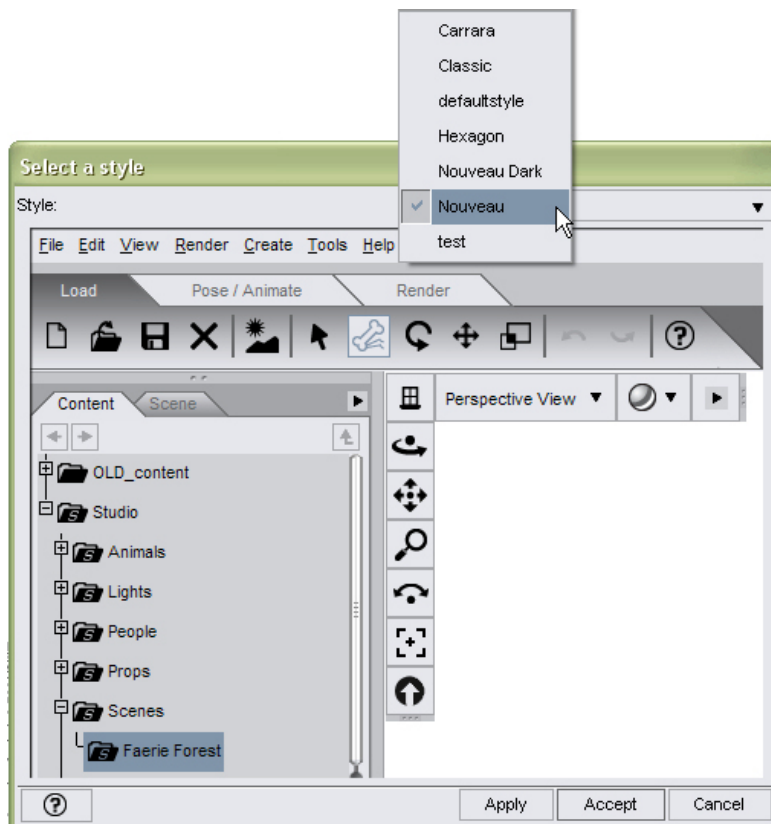 Carrara
Classic
defaultstyle
Hexagon
Nouveau Dark
Nouveau
test
Select a style
Style:
File Edit View Render Create Tools Help
Load Pose / Animate Render
Content Scene
Perspective View
OLD_content
Studio
Animals
Lights
People
Props
Scenes
Faerie Forest
Apply Accept Cancel